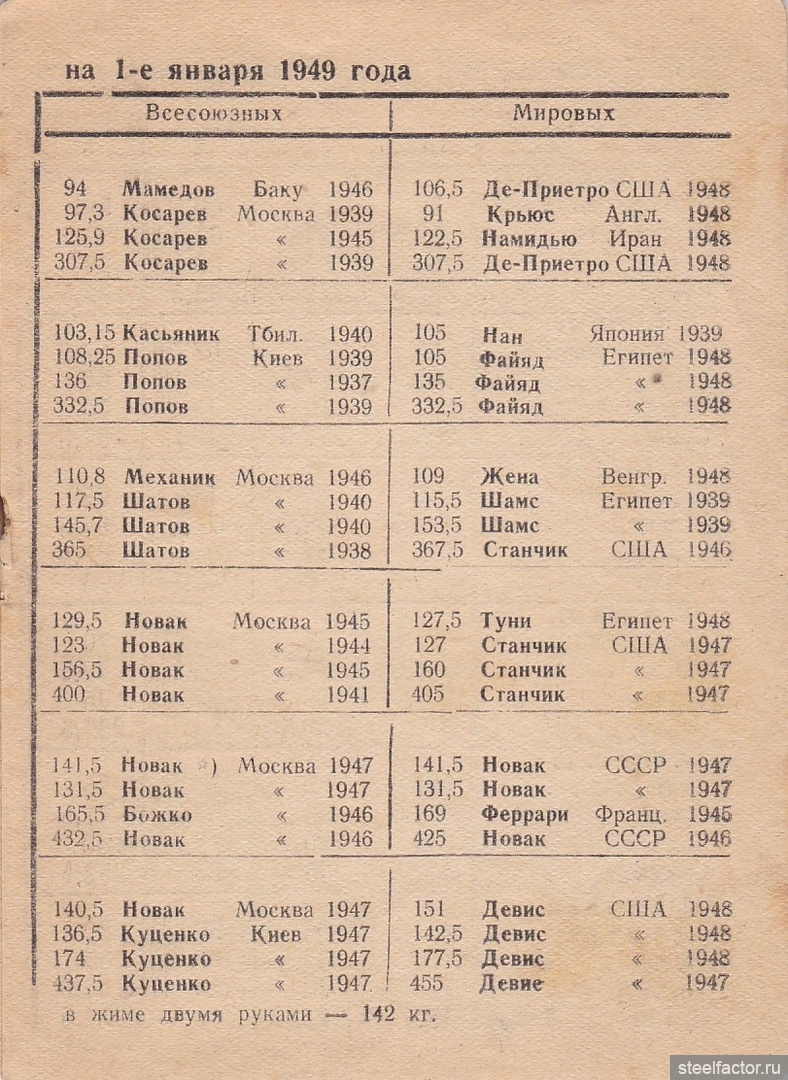 на 1-е января 1949 года
Всесоюзных Мировых
94 Мамедов Баку 1946 106,5 Де-Приетро США 1948
97,3 Косарев Москва 1939 91 Крьюс Англ. 1948
125,9 Косарев « 1945 122,5 Намидью Иран 1948
307,5 Косарев « 1939 307,5 Де-Приетро США 1948
103,15 Касьяник Тбил. 1940 105 Нан Япония 1939
108,25 Попов Киев 1939 105 Файяд Египет 1948
136 Попов « 1937 135 Файяд « 1948
332,5 Попов « 1939 332,5 Файяд « 1948
110,8 Механик Москва 1946 109 Жена Венгр. 1948
117,5 Шатов « 1940 115,5 Шамс Египет 1939
145,7 Шатов « 1940 153,5 Шамс « 1939
365 Шатов « 1938 367,5 Станчик США 1946
129,5 Новак Москва 1945 127,5 Туни Египет 1948
123 Новак « 1944 127 Станчик США 1947
156,5 Новак « 1945 160 Станчик « 1947
400 Новак « 1941 405 Станчик « 1947
141,5 Новак *) Москва 1947 141,5 Новак СССР 1947
131,5 Новак « 1947 131,5 Новак « 1947
165,5 Божко « 1946 169 Феррари Франц. 1945
432,5 Новак « 1946 425 Новак СССР 1946
140,5 Новак Москва 1947 151 Девис США 1948
136,5 Куценко Киев 1947 142,5 Девис « 1948
174 Куценко « 1947 177,5 Девис « 1948
437,5 Куценко « 1947 455 Девие « 1947
в жиме двумя руками — 142 кг.
steelfactor.ru